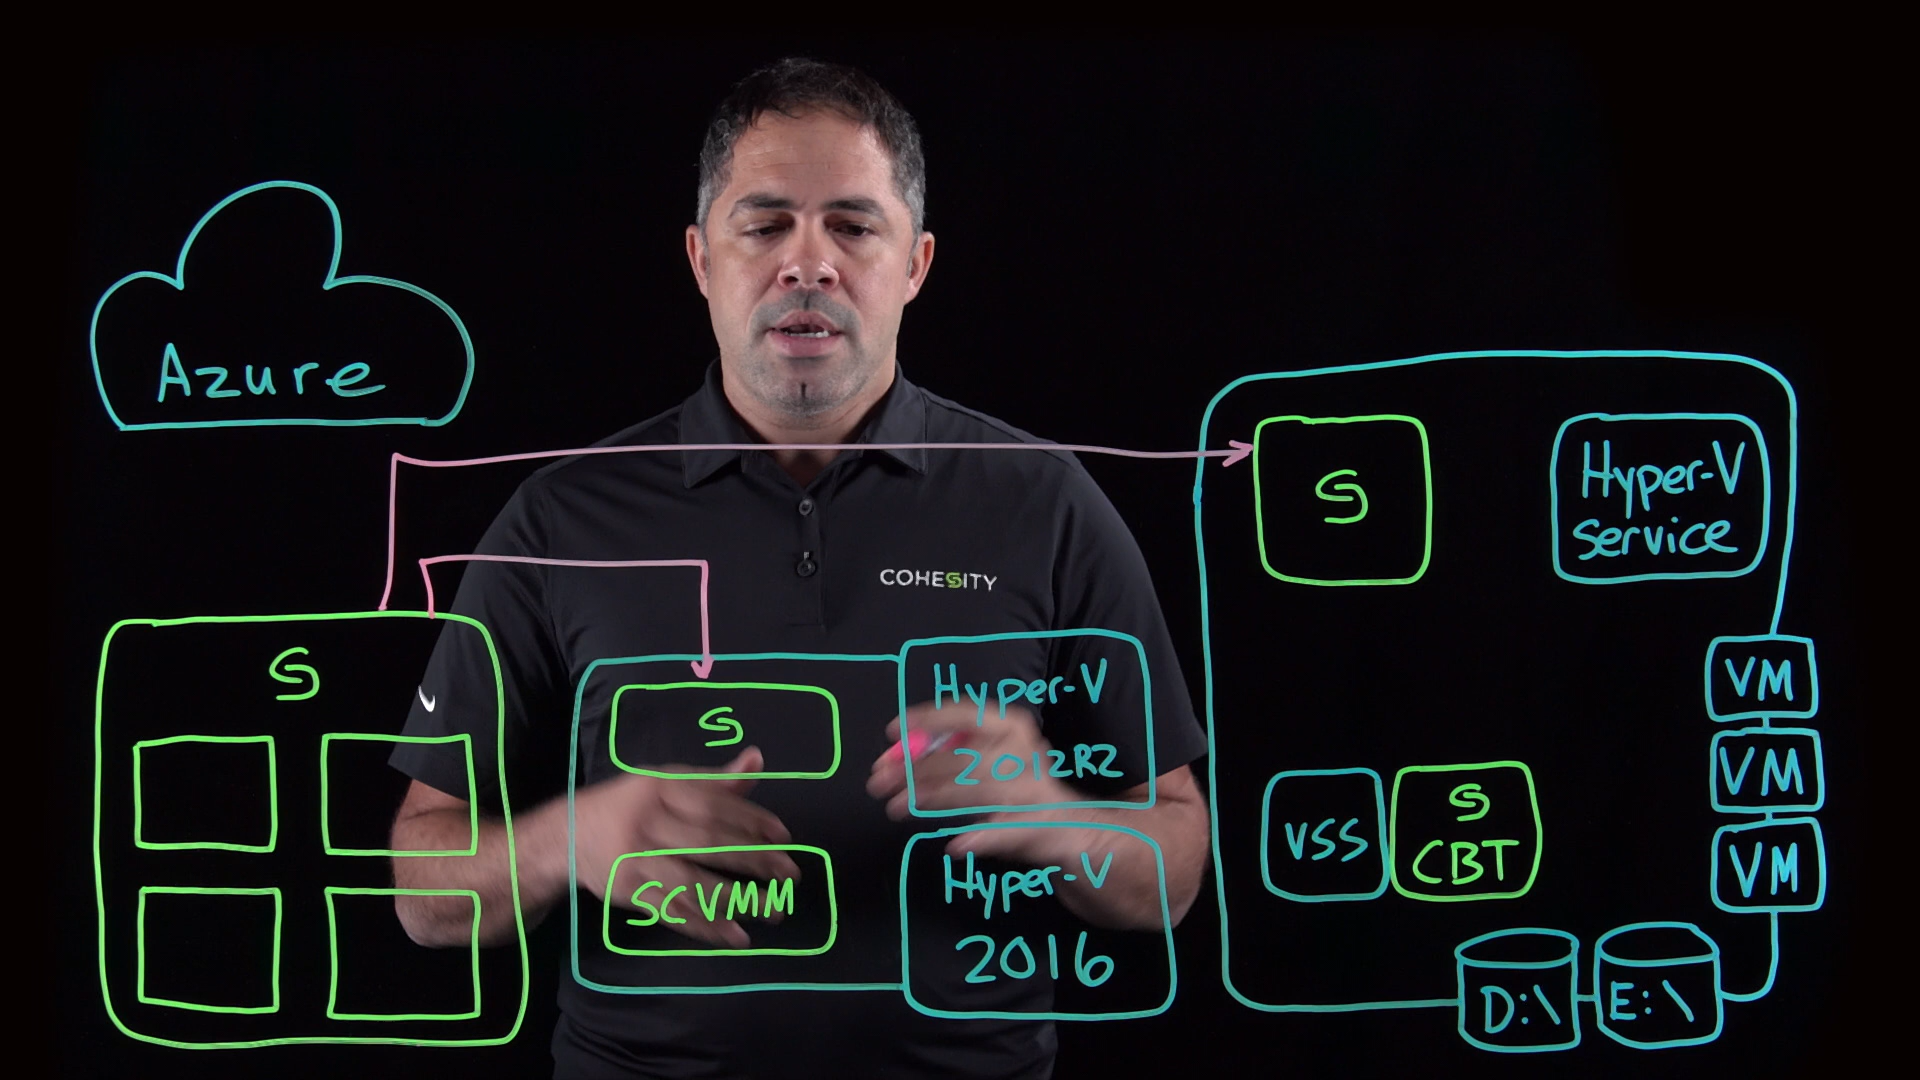 Azure
COHESITY
S
S
SCVMM
Hyper-V
2012R2
Hyper-V
2016
S
Hyper-V
service
VSS
S
CBT
VM
VM
VM
D:\
E:\